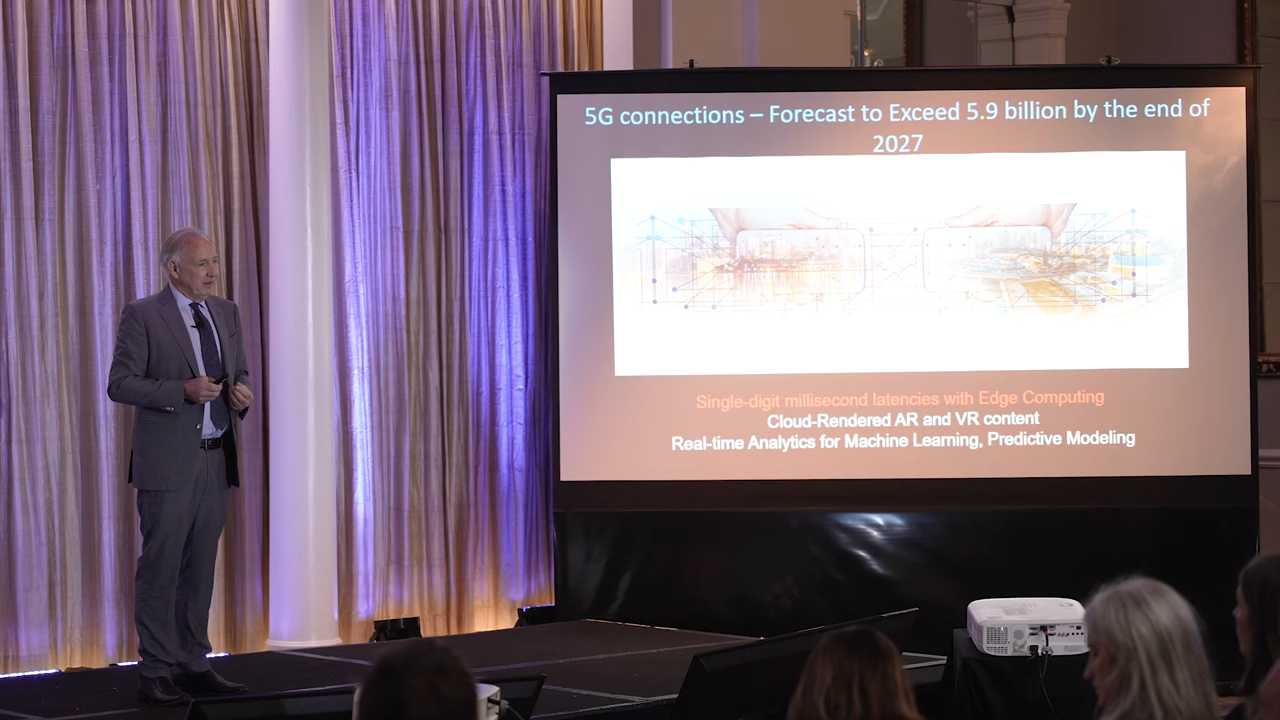 5G connections – Forecast to Exceed 5.9 billion by the end of
2027
Single-digit millisecond latencies with Edge Computing
Cloud-Rendered AR and VR content
Real-time Analytics for Machine Learning, Predictive Modeling